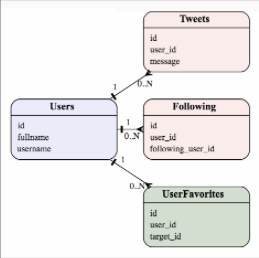 Tweets
id
user_id
message
1
0..N
Users
id
fullname
username
1
0..N
Following
id
user_id
following_user_id
1
0..N
UserFavorites
id
user_id
target_id